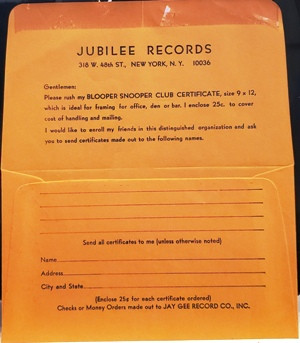 JUBILEE RECORDS
318 W. 48th ST., NEW YORK, N. Y. 10036
Gentlemen:
Please rush my BLOOPER SNOOPER CLUB CERTIFICATE, size 9 x 12,
which is ideal for framing for office, den or bar. I enclose 25c. to cover
cost of handling and mailing.
I would like to enroll my friends in this distinguished organization and ask
you to send certificates made out to the following names.
Send all certificates to me (unless otherwise noted)
Name
Address
City and State
(Enclose 25¢ for each certificate ordered)
Checks or Money Orders made out to JAY GEE RECORD CO., INC.